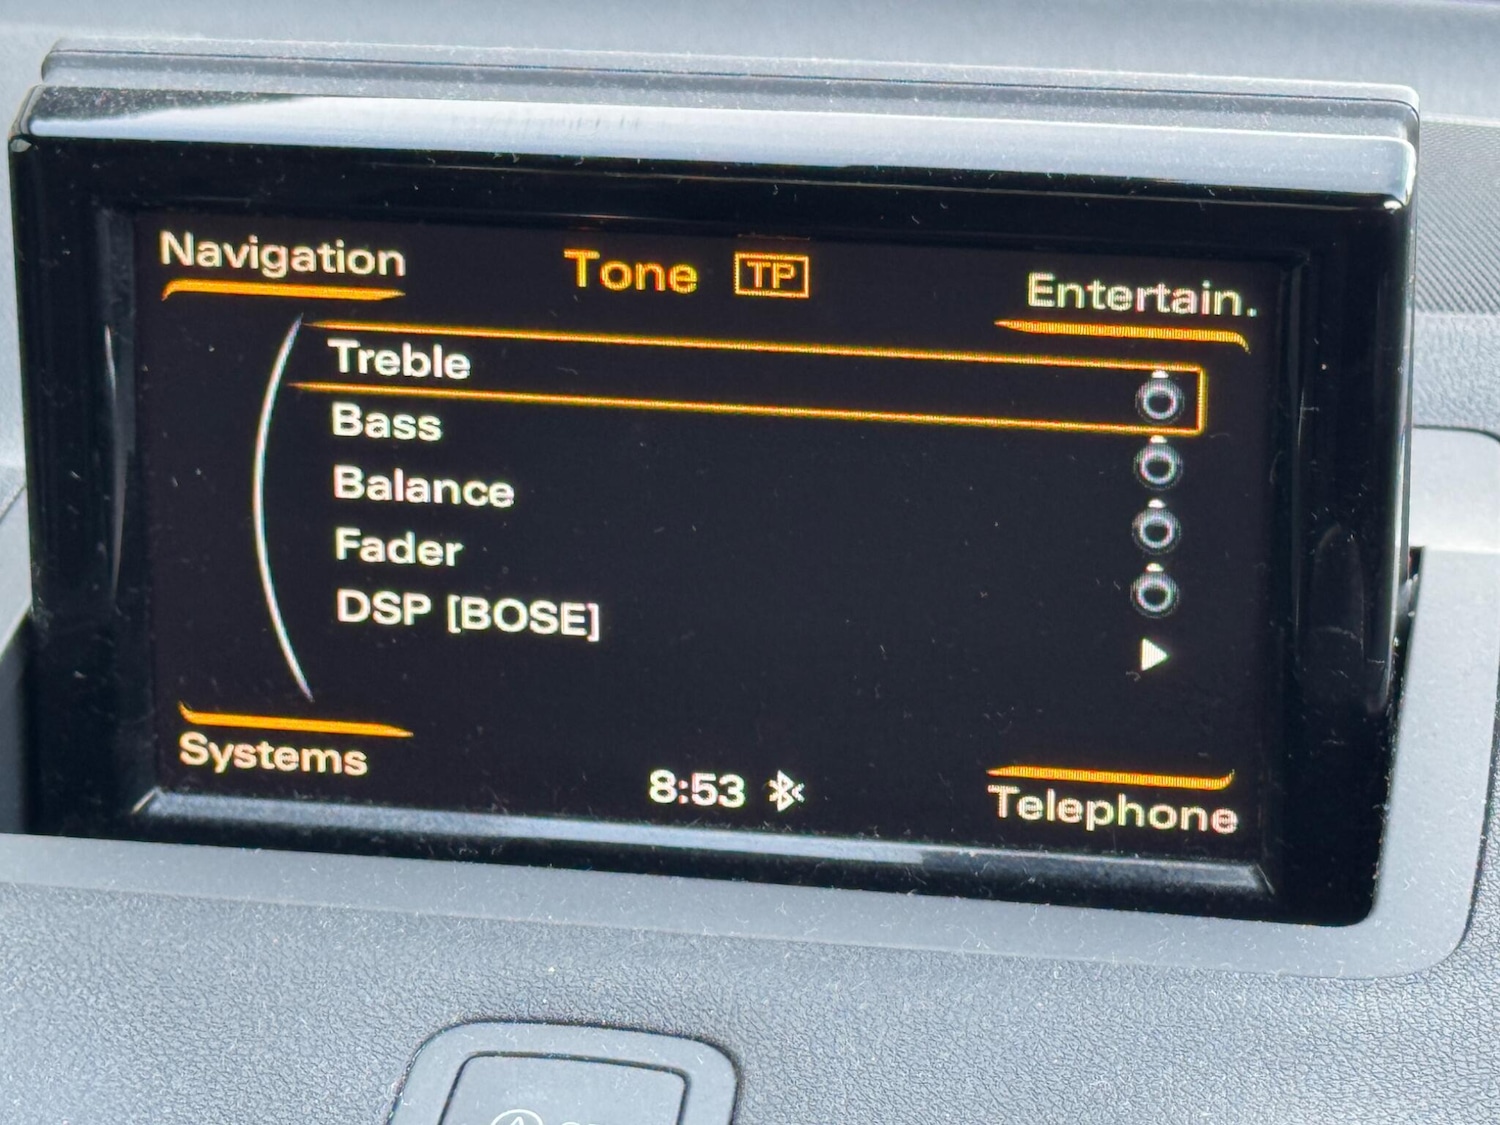 Navigation
Tone TP
Entertain.
Treble
Bass
Balance
Fader
DSP [BOSE]
Systems
8:53
Telephone